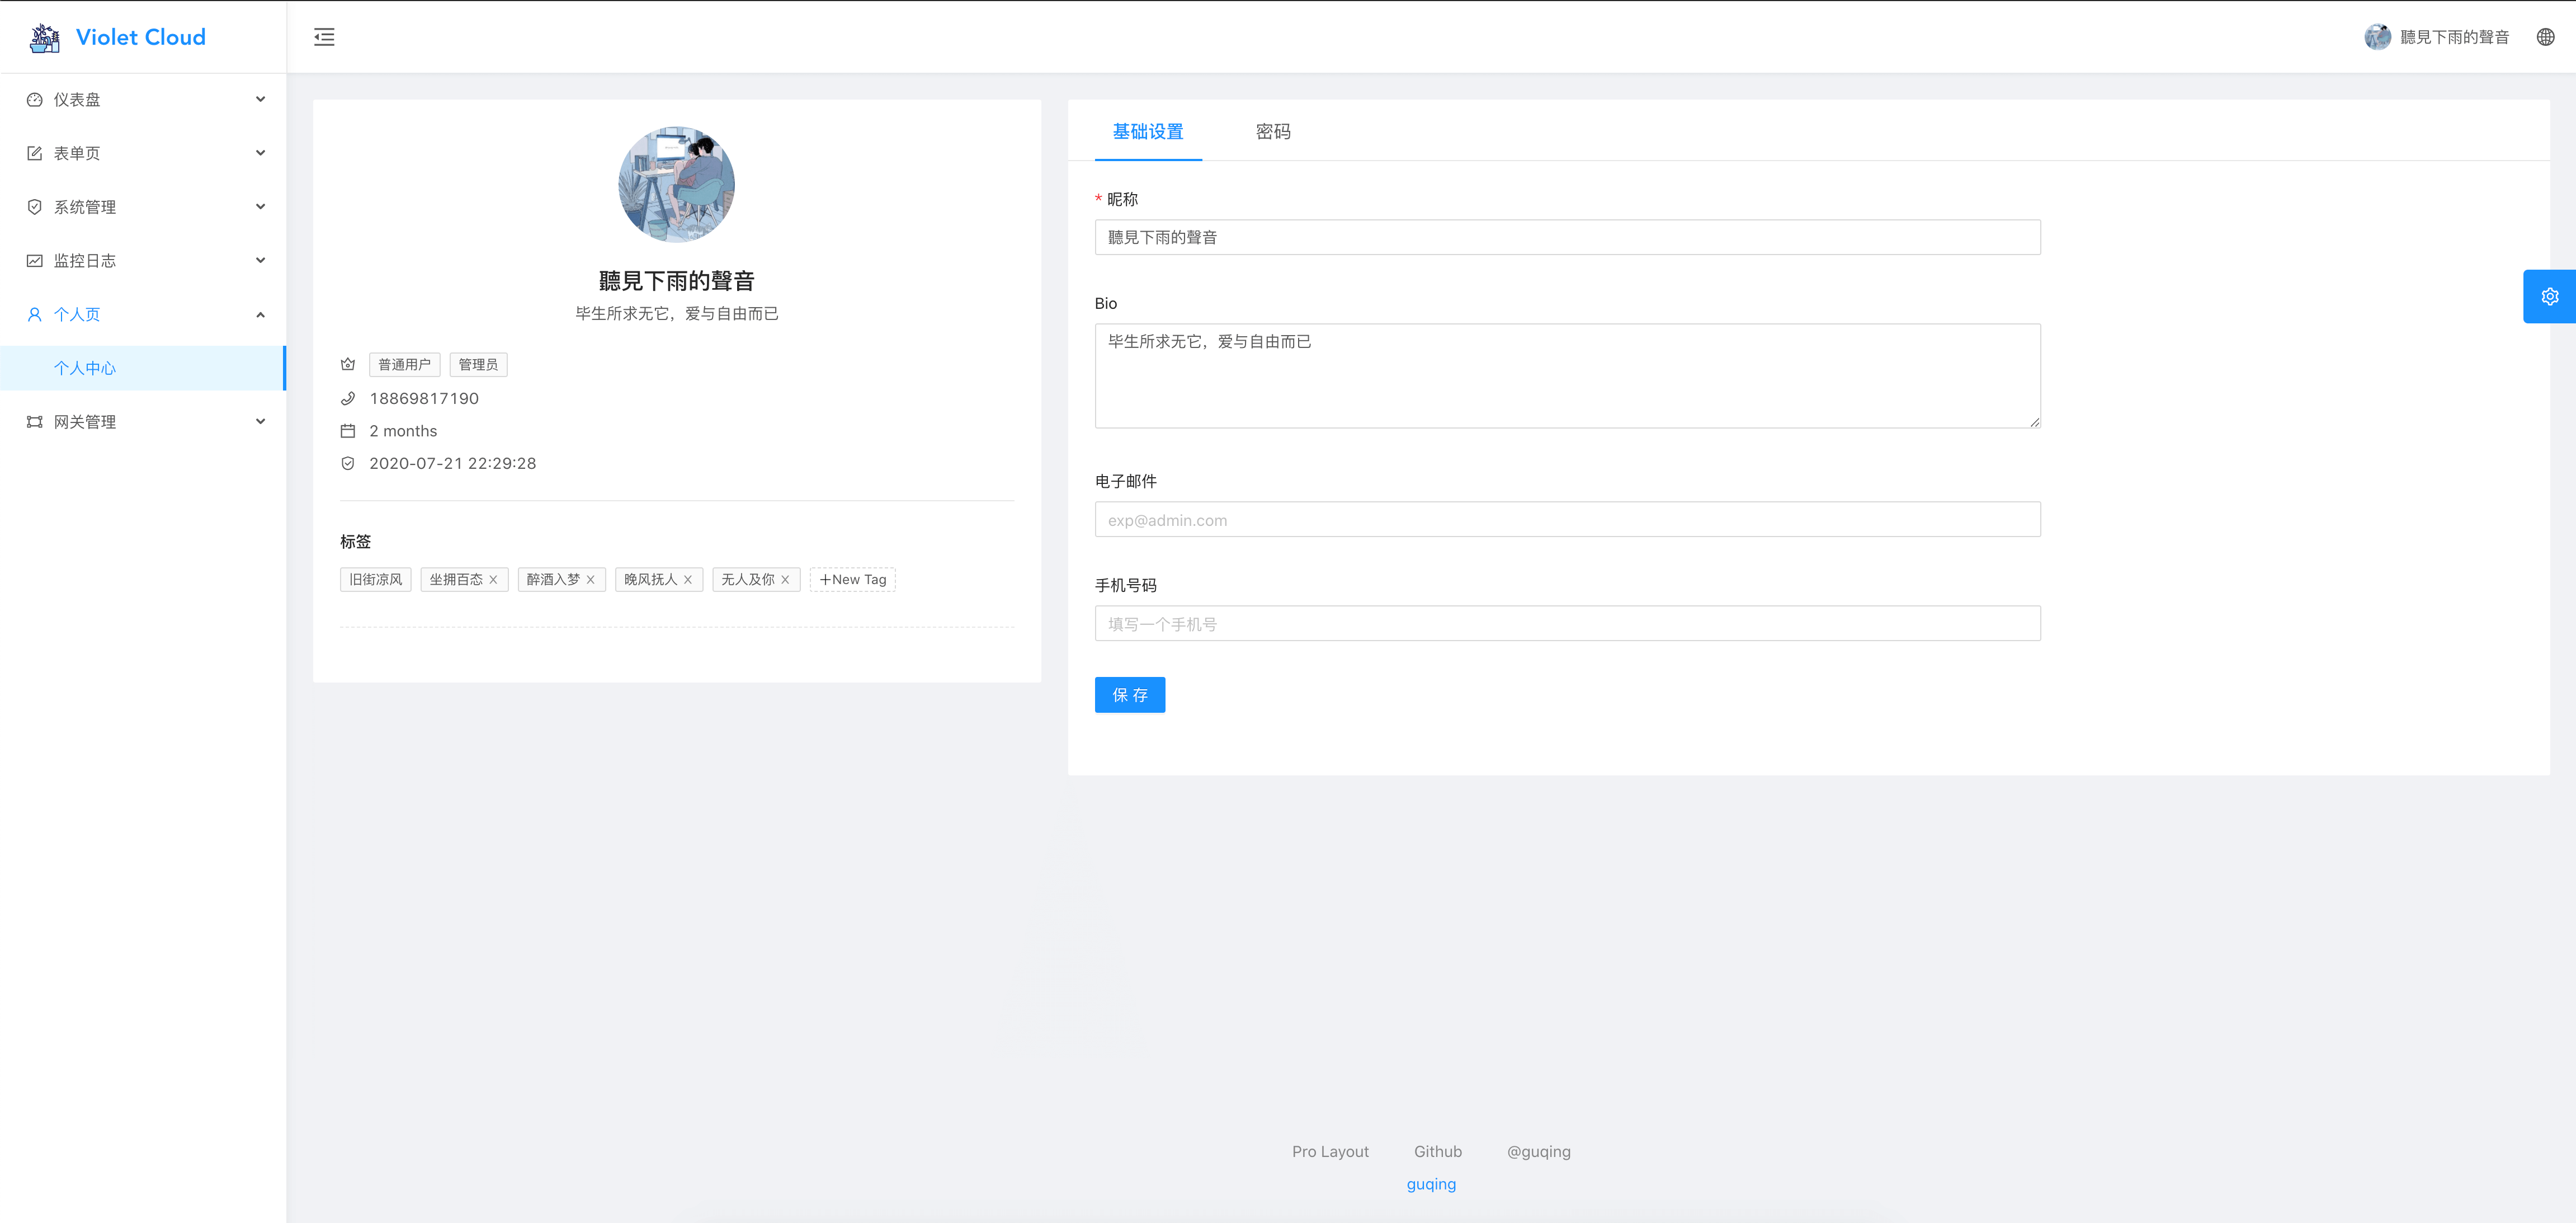 Violet Cloud
聽見下雨的聲音
仪表盘
表单页
系统管理
监控日志
个人页
个人中心
网关管理
聽見下雨的聲音
毕生所求无它，爱与自由而已
普通用户 管理员
18869817190
2 months
2020-07-21 22:29:28
标签
旧街凉风 坐拥百态 醉酒入梦 晚风抚人 无人及你 +New Tag
基础设置 密码
* 昵称
聽見下雨的聲音
Bio
毕生所求无它，爱与自由而已
电子邮件
exp@admin.com
手机号码
填写一个手机号
保 存
Pro Layout Github @guqing
guqing